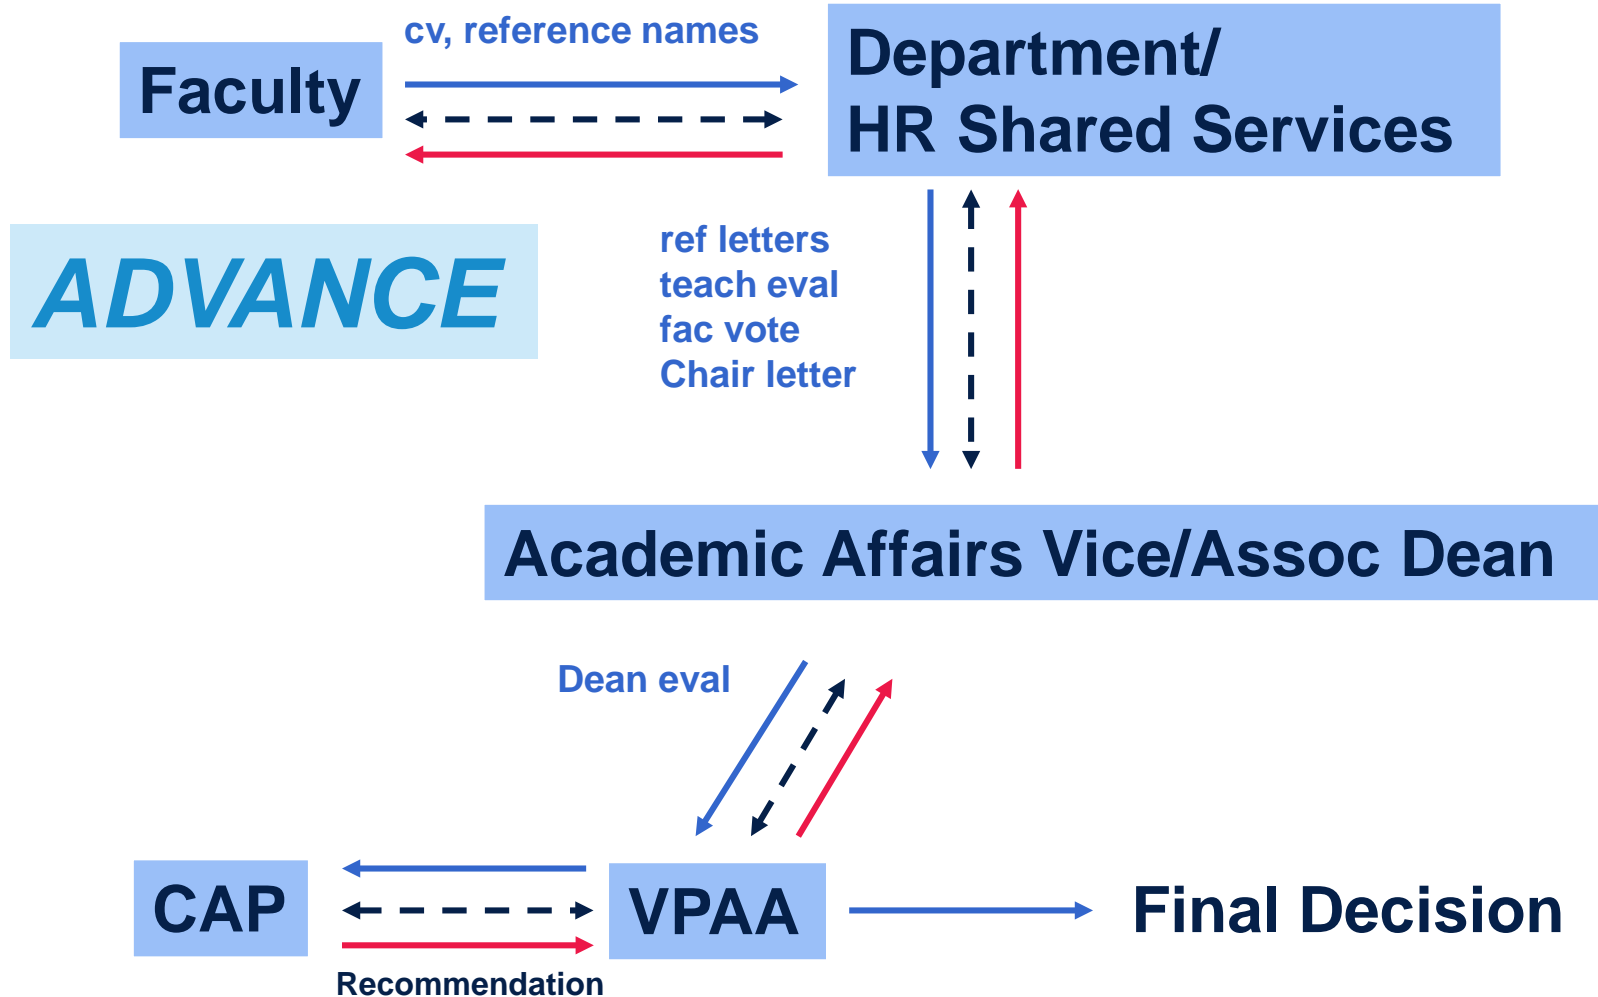 cv, reference names
Faculty
Department/
HR Shared Services
ADVANCE
ref letters
teach eval
fac vote
Chair letter
Academic Affairs Vice/Assoc Dean
Dean eval
CAP
VPAA
Final Decision
Recommendation